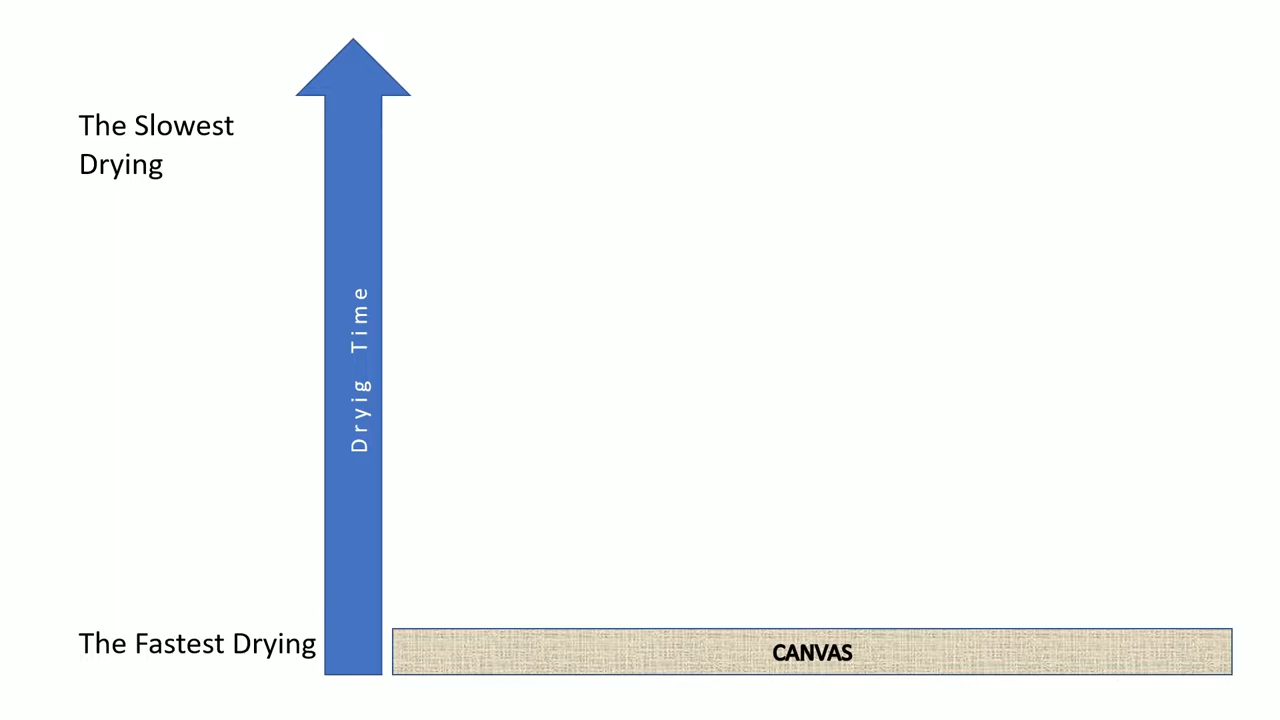 The Slowest
Drying
Dryig Time
The Fastest Drying
CANVAS